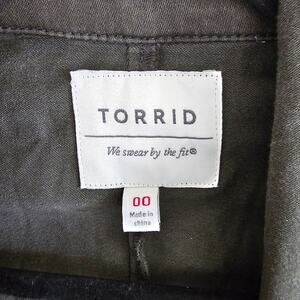 TORRID
We swear by the fit®
00
Made in
china